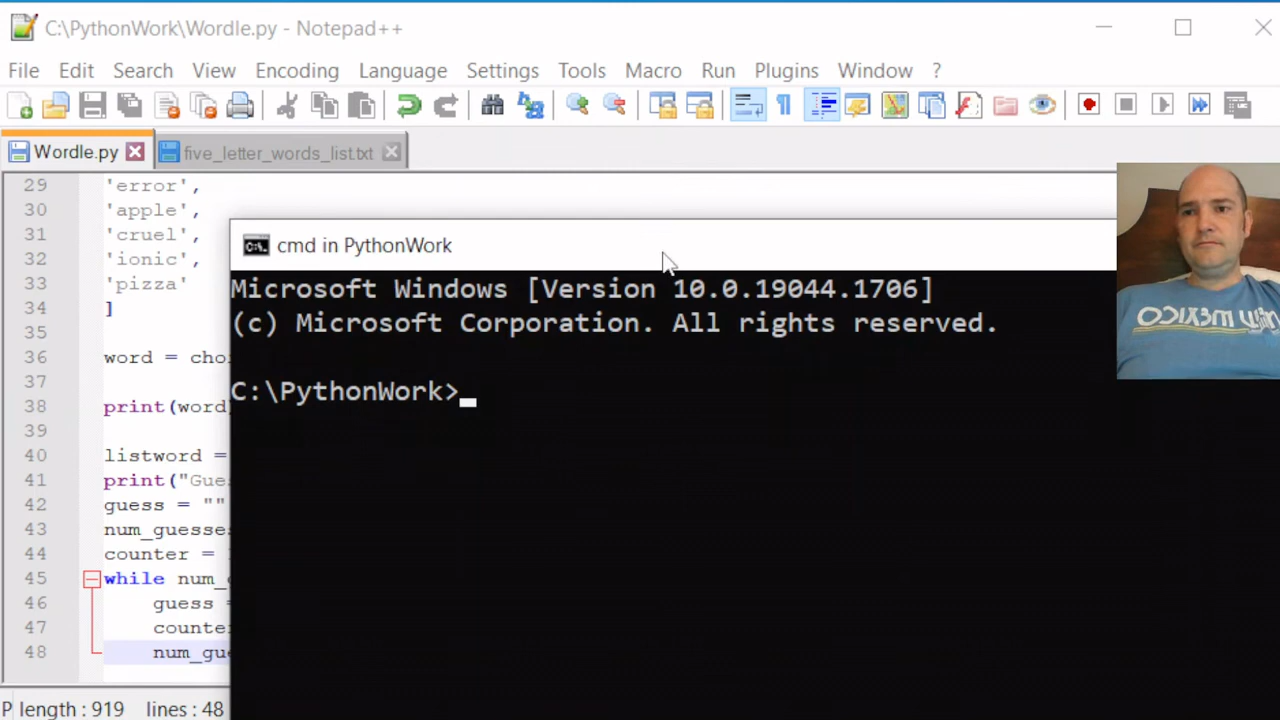 C:\PythonWork\Wordle.py - Notepad++
File Edit Search View Encoding Language Settings Tools Macro Run Plugins Window ?
Wordle.py five_letter_words_list.txt
29 'error',
30 'apple',
31 'cruel',
32 'ionic',
33 'pizza'
34 ]
35
36 word = cho
37
38 print(word
39
40 listword =
41 print("Gue
42 guess = ""
43 num_guesse
44 counter =
45 while num_
46 guess =
47 counter
48 num_gu
cmd in PythonWork
Microsoft Windows [Version 10.0.19044.1706]
(c) Microsoft Corporation. All rights reserved.
C:\PythonWork>
NEW MEXICO
P length : 919 lines : 48